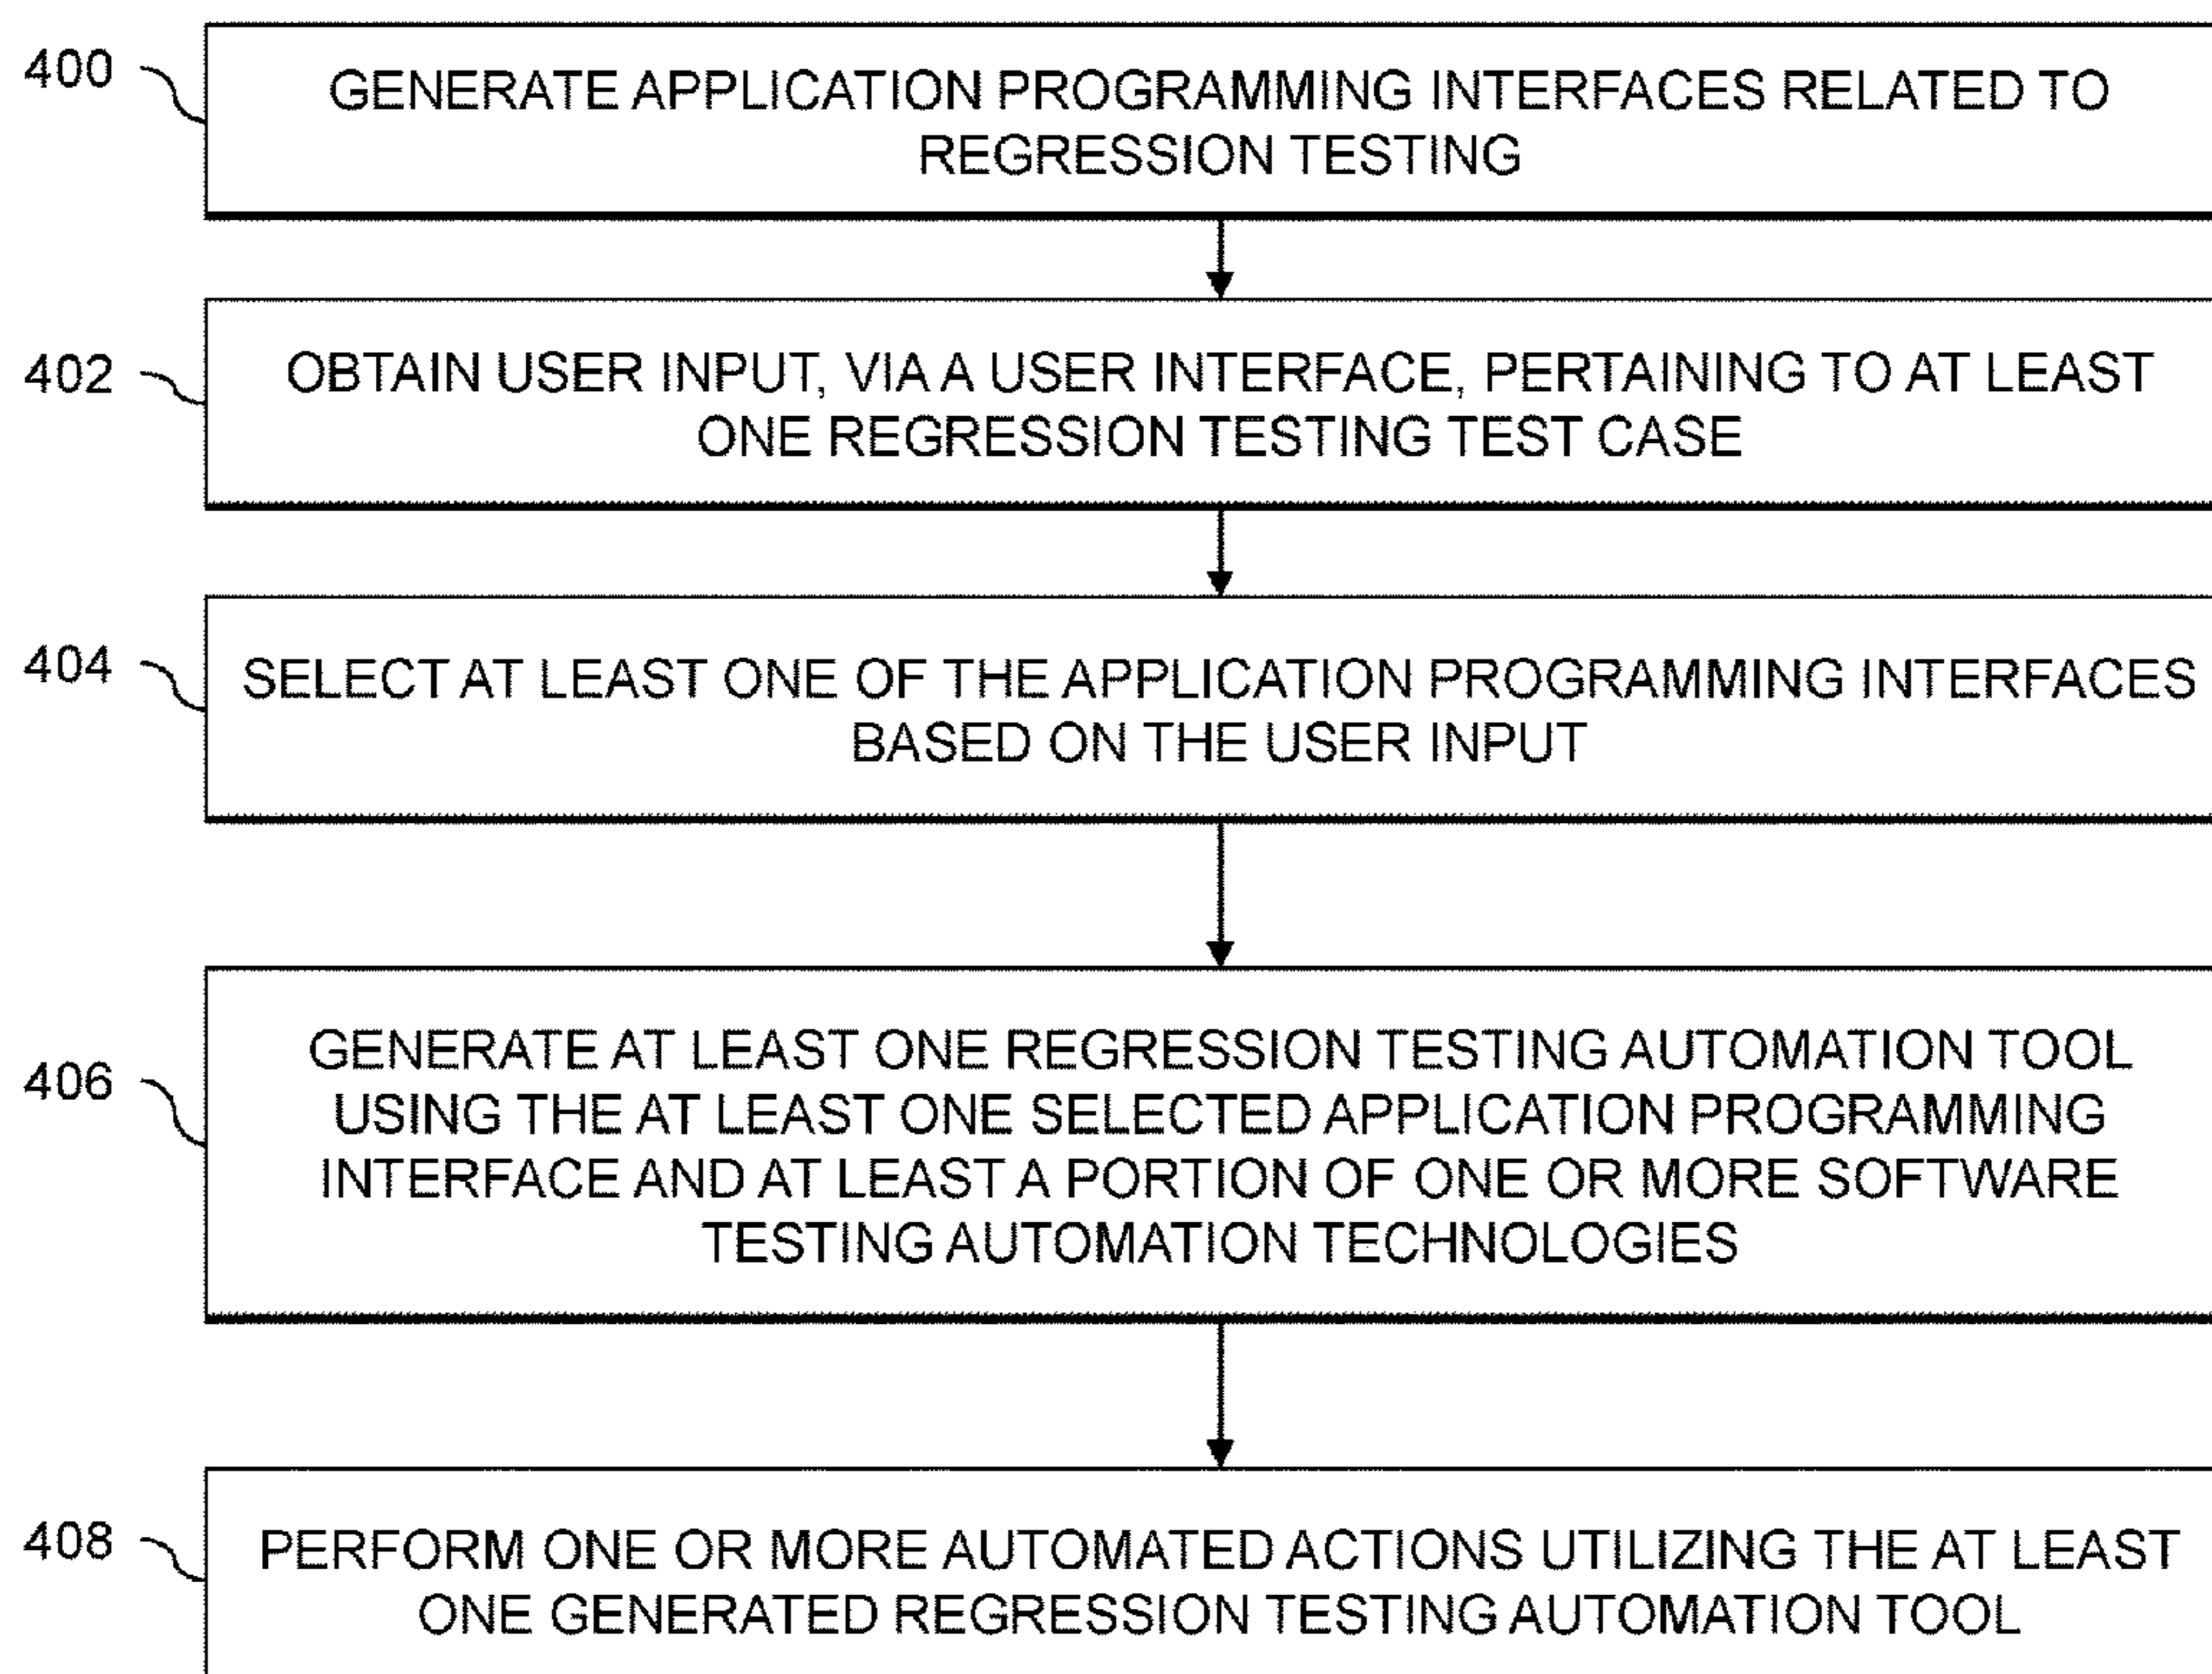 400
GENERATE APPLICATION PROGRAMMING INTERFACES RELATED TO
REGRESSION TESTING
402
OBTAIN USER INPUT, VIA A USER INTERFACE, PERTAINING TO AT LEAST
ONE REGRESSION TESTING TEST CASE
404
SELECT AT LEAST ONE OF THE APPLICATION PROGRAMMING INTERFACES
BASED ON THE USER INPUT
406
GENERATE AT LEAST ONE REGRESSION TESTING AUTOMATION TOOL
USING THE AT LEAST ONE SELECTED APPLICATION PROGRAMMING
INTERFACE AND AT LEAST A PORTION OF ONE OR MORE SOFTWARE
TESTING AUTOMATION TECHNOLOGIES
408
PERFORM ONE OR MORE AUTOMATED ACTIONS UTILIZING THE AT LEAST
ONE GENERATED REGRESSION TESTING AUTOMATION TOOL